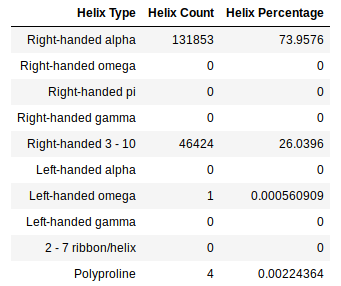 Helix Type Helix Count Helix Percentage
Right-handed alpha 131853 73.9576
Right-handed omega 0 0
Right-handed pi 0 0
Right-handed gamma 0 0
Right-handed 3 - 10 46424 26.0396
Left-handed alpha 0 0
Left-handed omega 1 0.000560909
Left-handed gamma 0 0
2 - 7 ribbon/helix 0 0
Polyproline 4 0.00224364